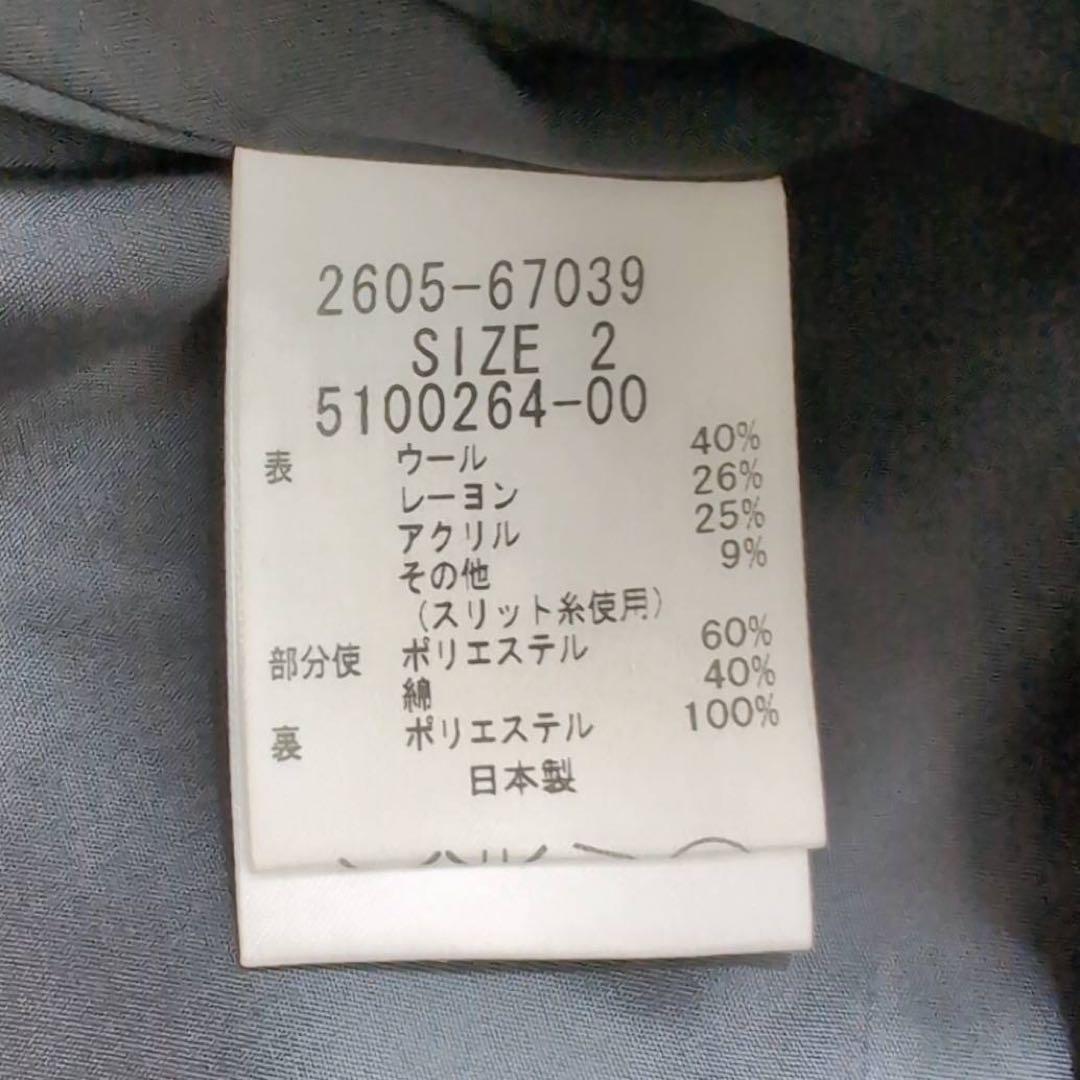 2605-67039
SIZE 2
5100264-00
表 ウール 40%
レーヨン 26%
アクリル 25%
その他 9%
(スリット糸使用)
部分使 ポリエステル 60%
綿 40%
裏 ポリエステル 100%
日本製